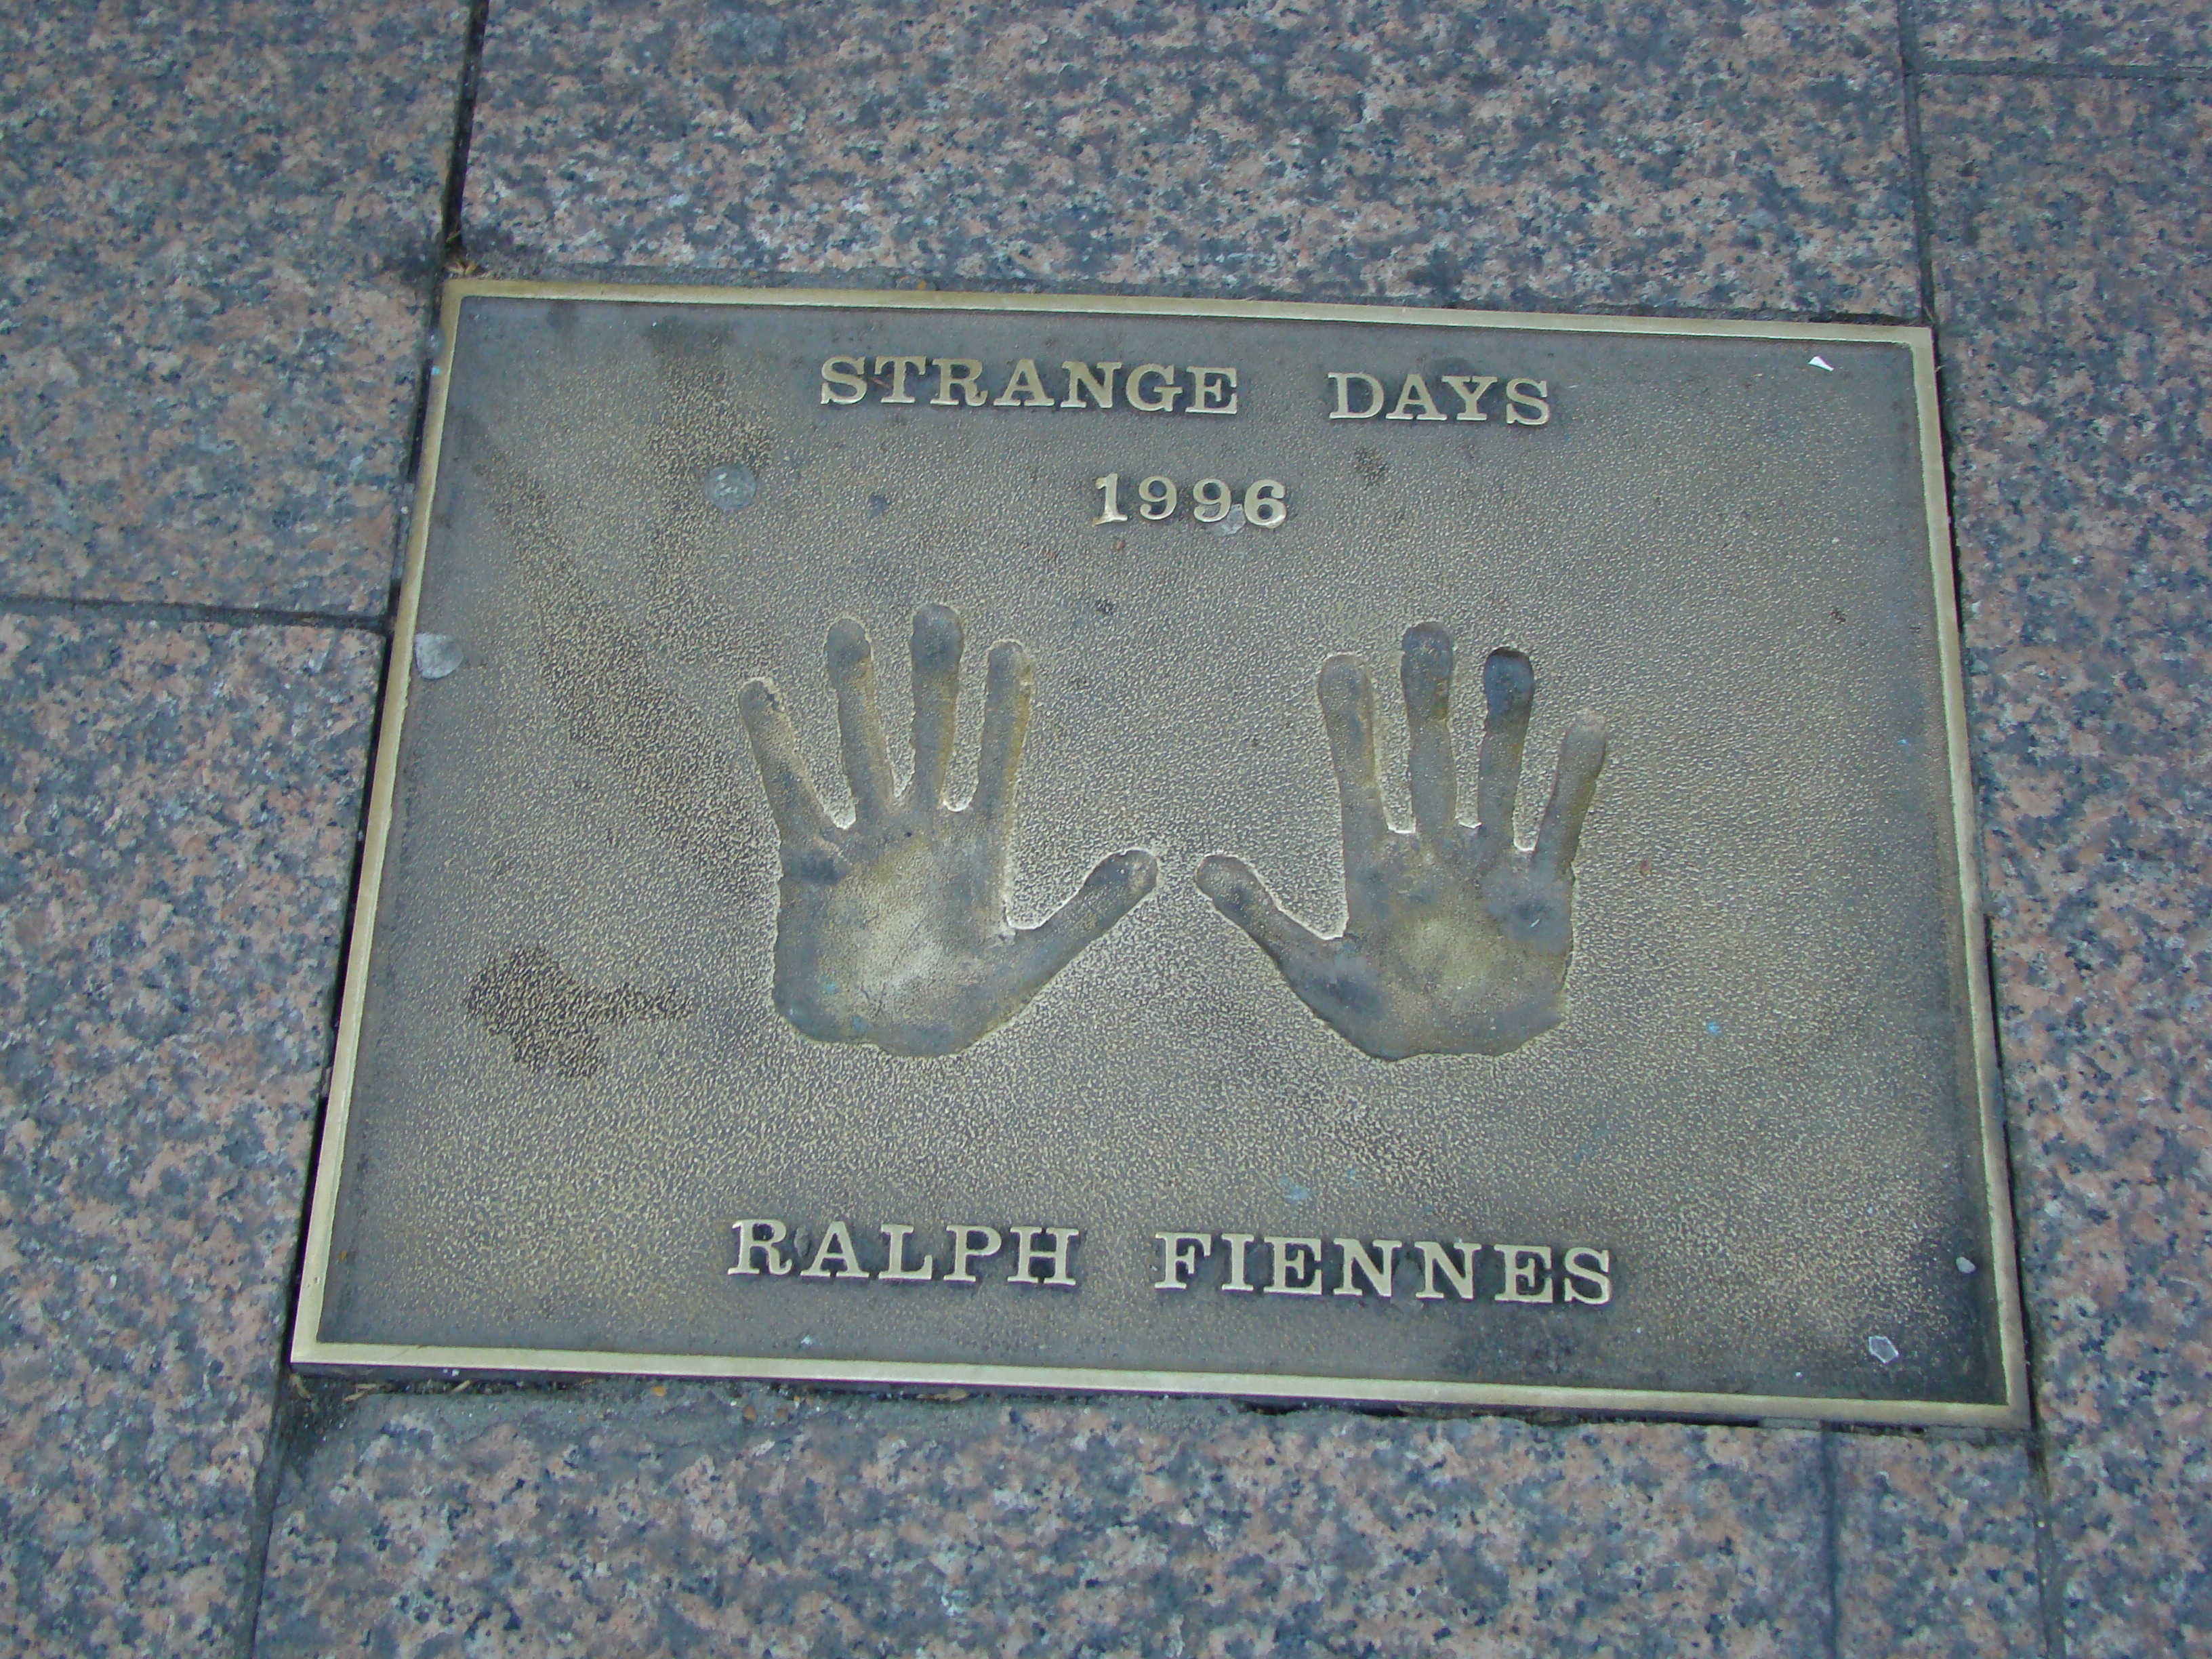 STRANGE DAYS
1996
RALPH FIENNES